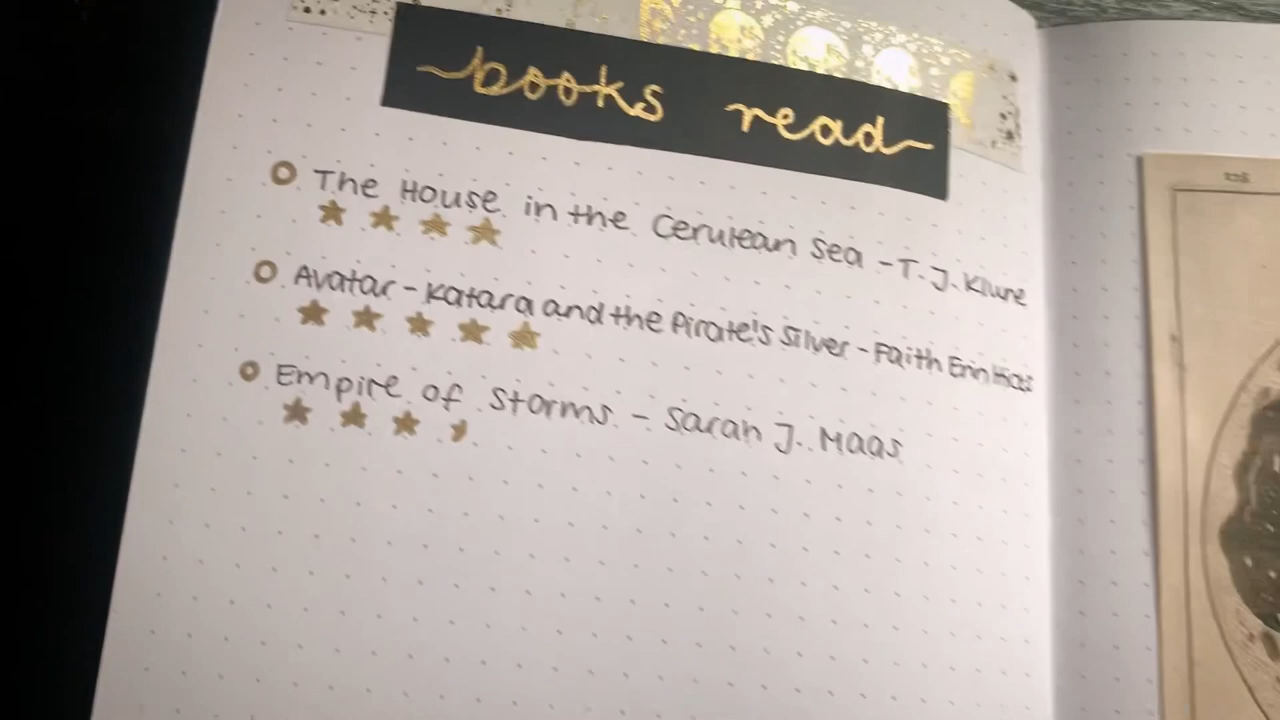 books read
The House in the Cerulean Sea - T.J. Klune
Avatar - Katara and the Pirate's Silver - Faith Erin Hicks
Empire of Storms - Sarah J. Maas